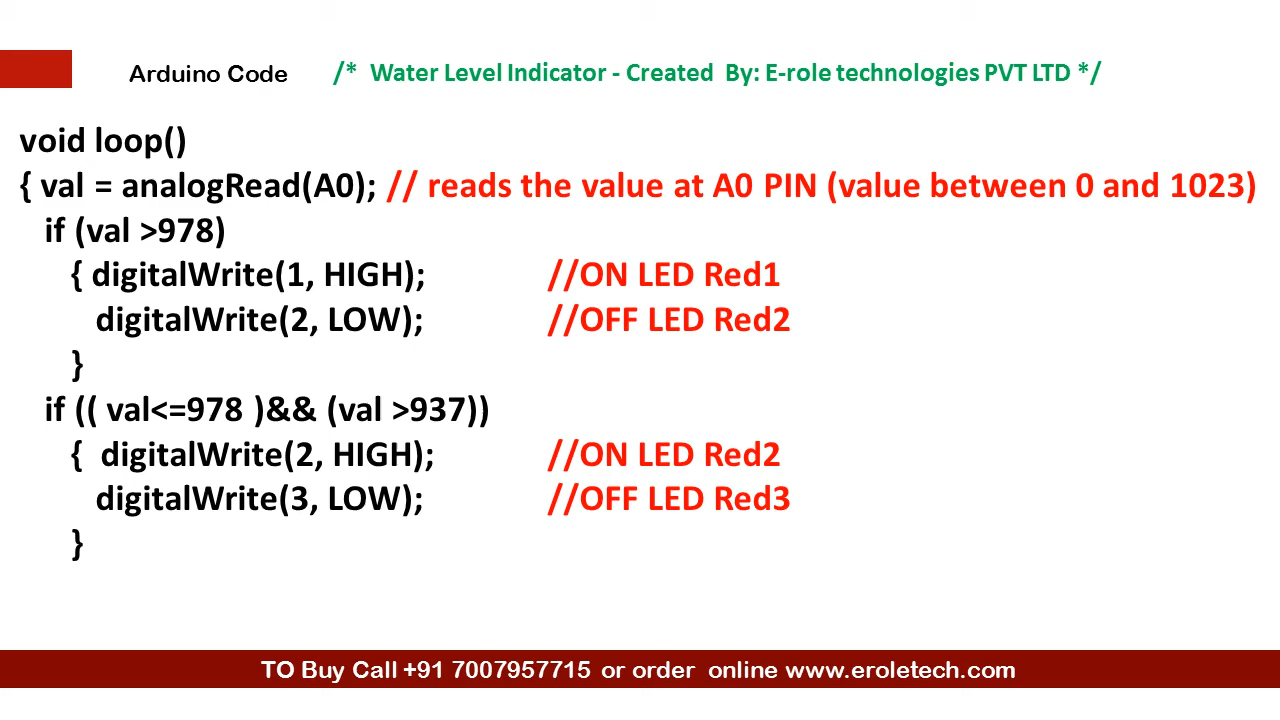 Arduino Code /* Water Level Indicator - Created By: E-role technologies PVT LTD */
void loop()
{ val = analogRead(A0); // reads the value at A0 PIN (value between 0 and 1023)
if (val >978)
{ digitalWrite(1, HIGH); //ON LED Red1
digitalWrite(2, LOW); //OFF LED Red2
}
if (( val<=978 )&& (val >937))
{ digitalWrite(2, HIGH); //ON LED Red2
digitalWrite(3, LOW); //OFF LED Red3
}
TO Buy Call +91 7007957715 or order online www.eroletech.com